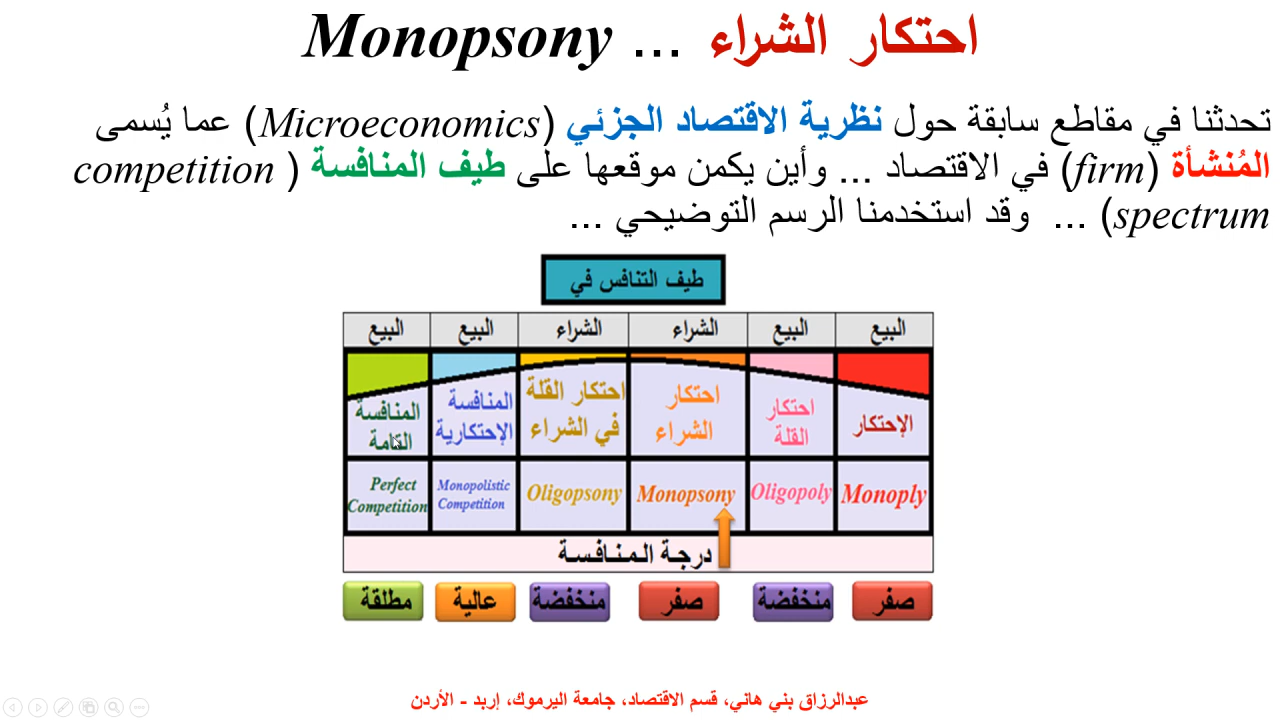 احتكار الشراء ... Monopsony
تحدثنا في مقاطع سابقة حول نظرية الاقتصاد الجزئي (Microeconomics) عما يُسمى
المُنشأة (firm) في الاقتصاد ... وأين يكمن موقعها على طيف المنافسة (competition
spectrum) ... وقد استخدمنا الرسم التوضيحي ...
طيف التنافس في
البيع البيع الشراء الشراء البيع البيع
الإحتكار
احتكار
القلة
احتكار
الشراء
احتكار القلة
في الشراء
المنافسة
الإحتكارية
المنافسة
التامة
Monoply
Oligopoly
Monopsony
Oligopsony
Monopolistic
Competition
Perfect
Competition
درجة المنافسة
صفر منخفضة صفر منخفضة عالية مطلقة
عبدالرزاق بني هاني، قسم الاقتصاد، جامعة اليرموك، إربد - الأردن